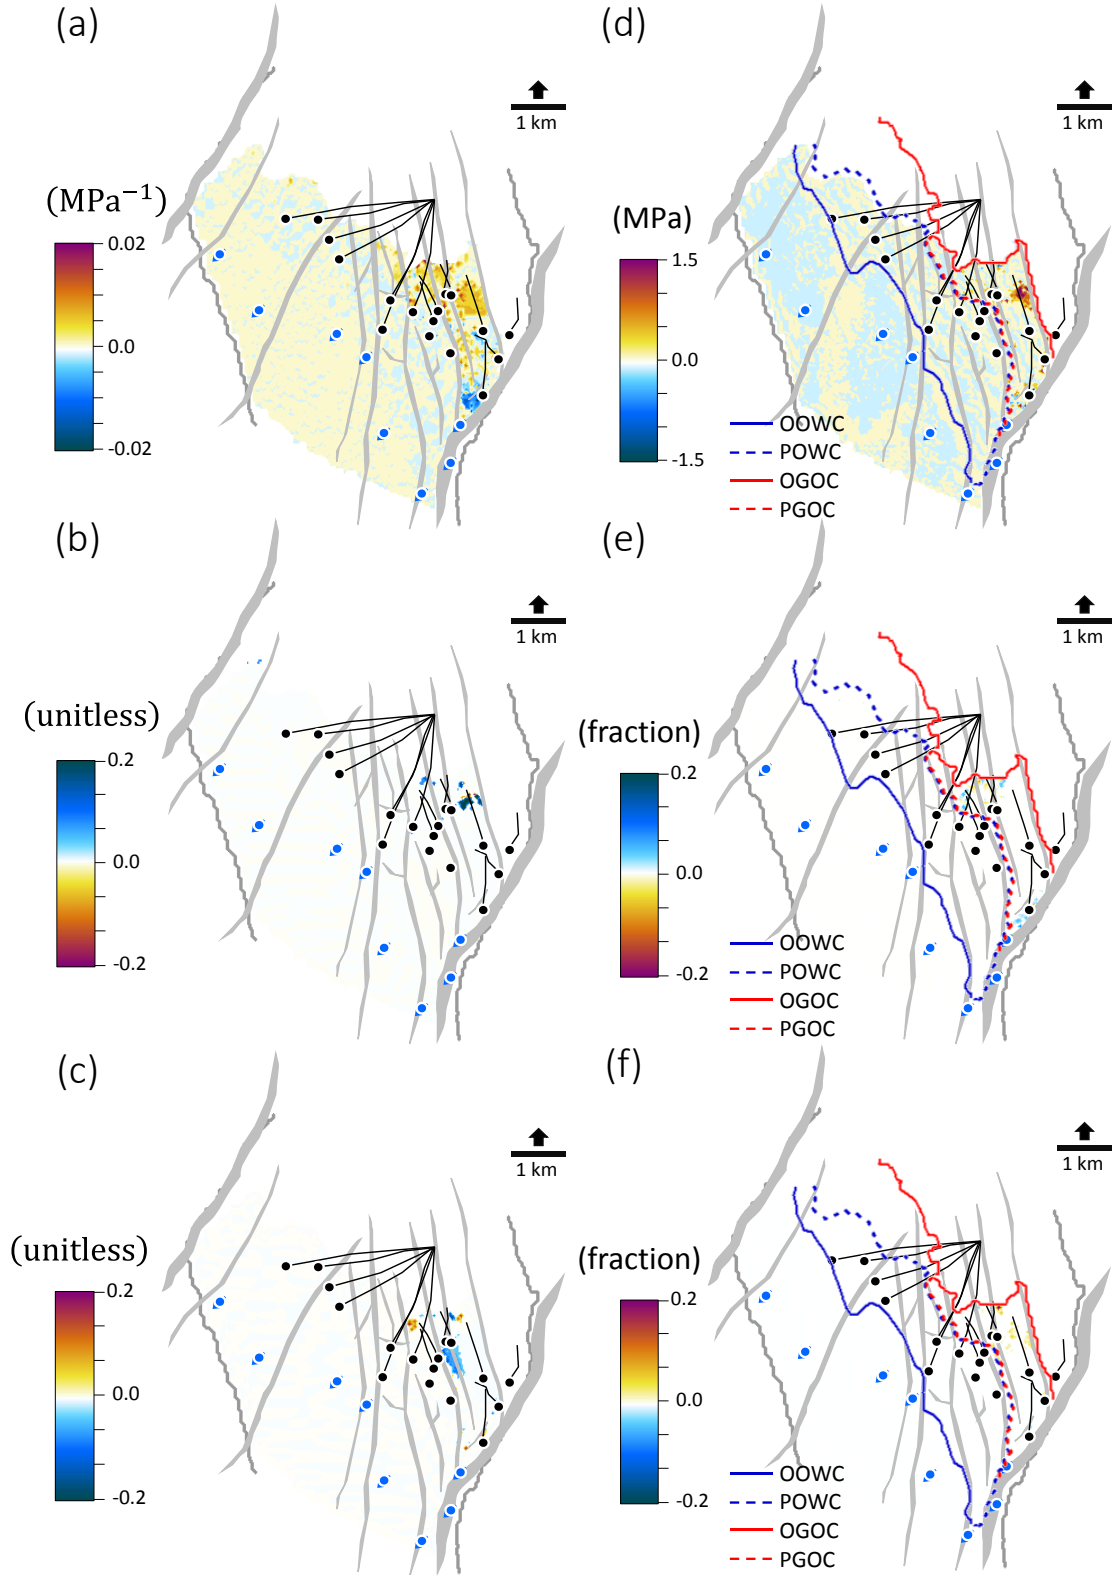 (a)
1 km
(MPa⁻¹)
0.02
0.0
-0.02
(d)
1 km
(MPa)
1.5
0.0
-1.5
OOWC
POWC
OGOC
PGOC
(b)
1 km
(unitless)
0.2
0.0
-0.2
(e)
1 km
(fraction)
0.2
0.0
-0.2
OOWC
POWC
OGOC
PGOC
(c)
1 km
(unitless)
0.2
0.0
-0.2
(f)
1 km
(fraction)
0.2
0.0
-0.2
OOWC
POWC
OGOC
PGOC